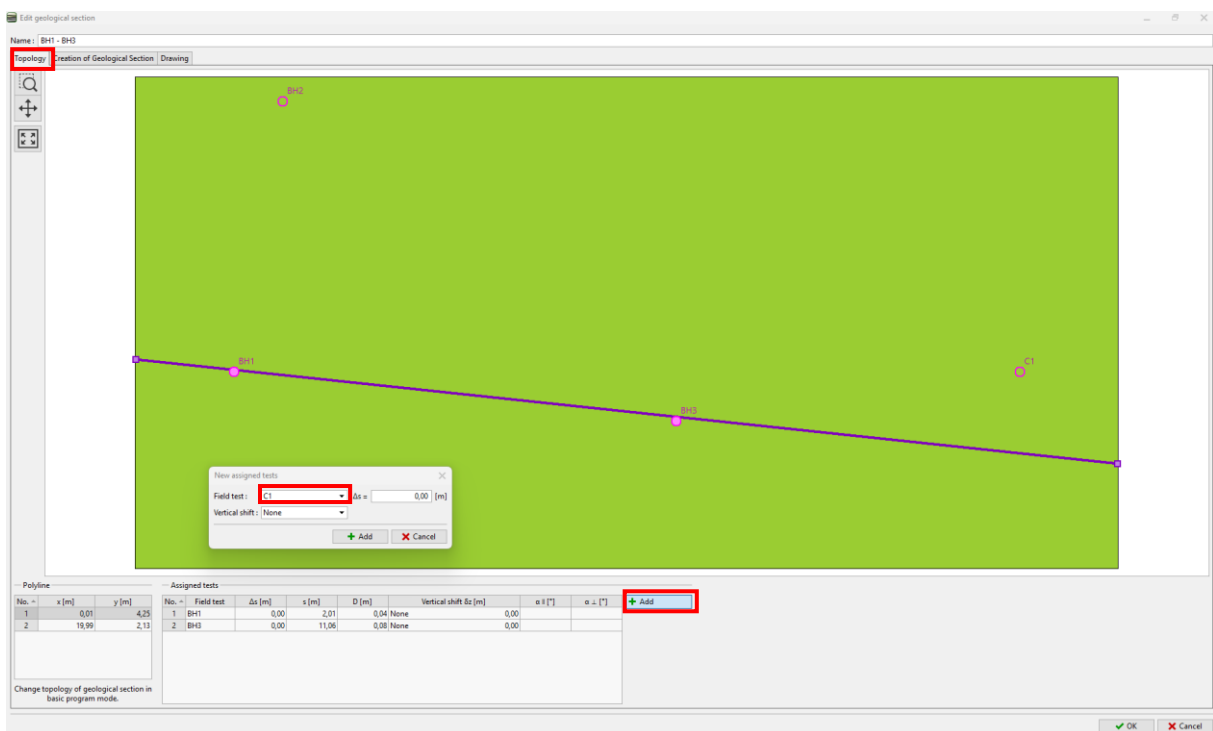 Edit geological section
Name : BH1 - BH3
Topology Creation of Geological Section Drawing
BH2
BH1
C1
BH3
New assigned tests
Field test : C1 Δs = 0,00 [m]
Vertical shift : None
Add Cancel
Polyline
Assigned tests
No. x [m] y [m]
No. Field test Δs [m] s [m] D [m] Vertical shift δz [m] α ∥ [°] α ⊥ [°]
Add
1 0,01 4,25
1 BH1 0,00 2,01 0,04 None 0,00
2 19,99 2,13
2 BH3 0,00 11,06 0,08 None 0,00
Change topology of geological section in
basic program mode.
OK Cancel